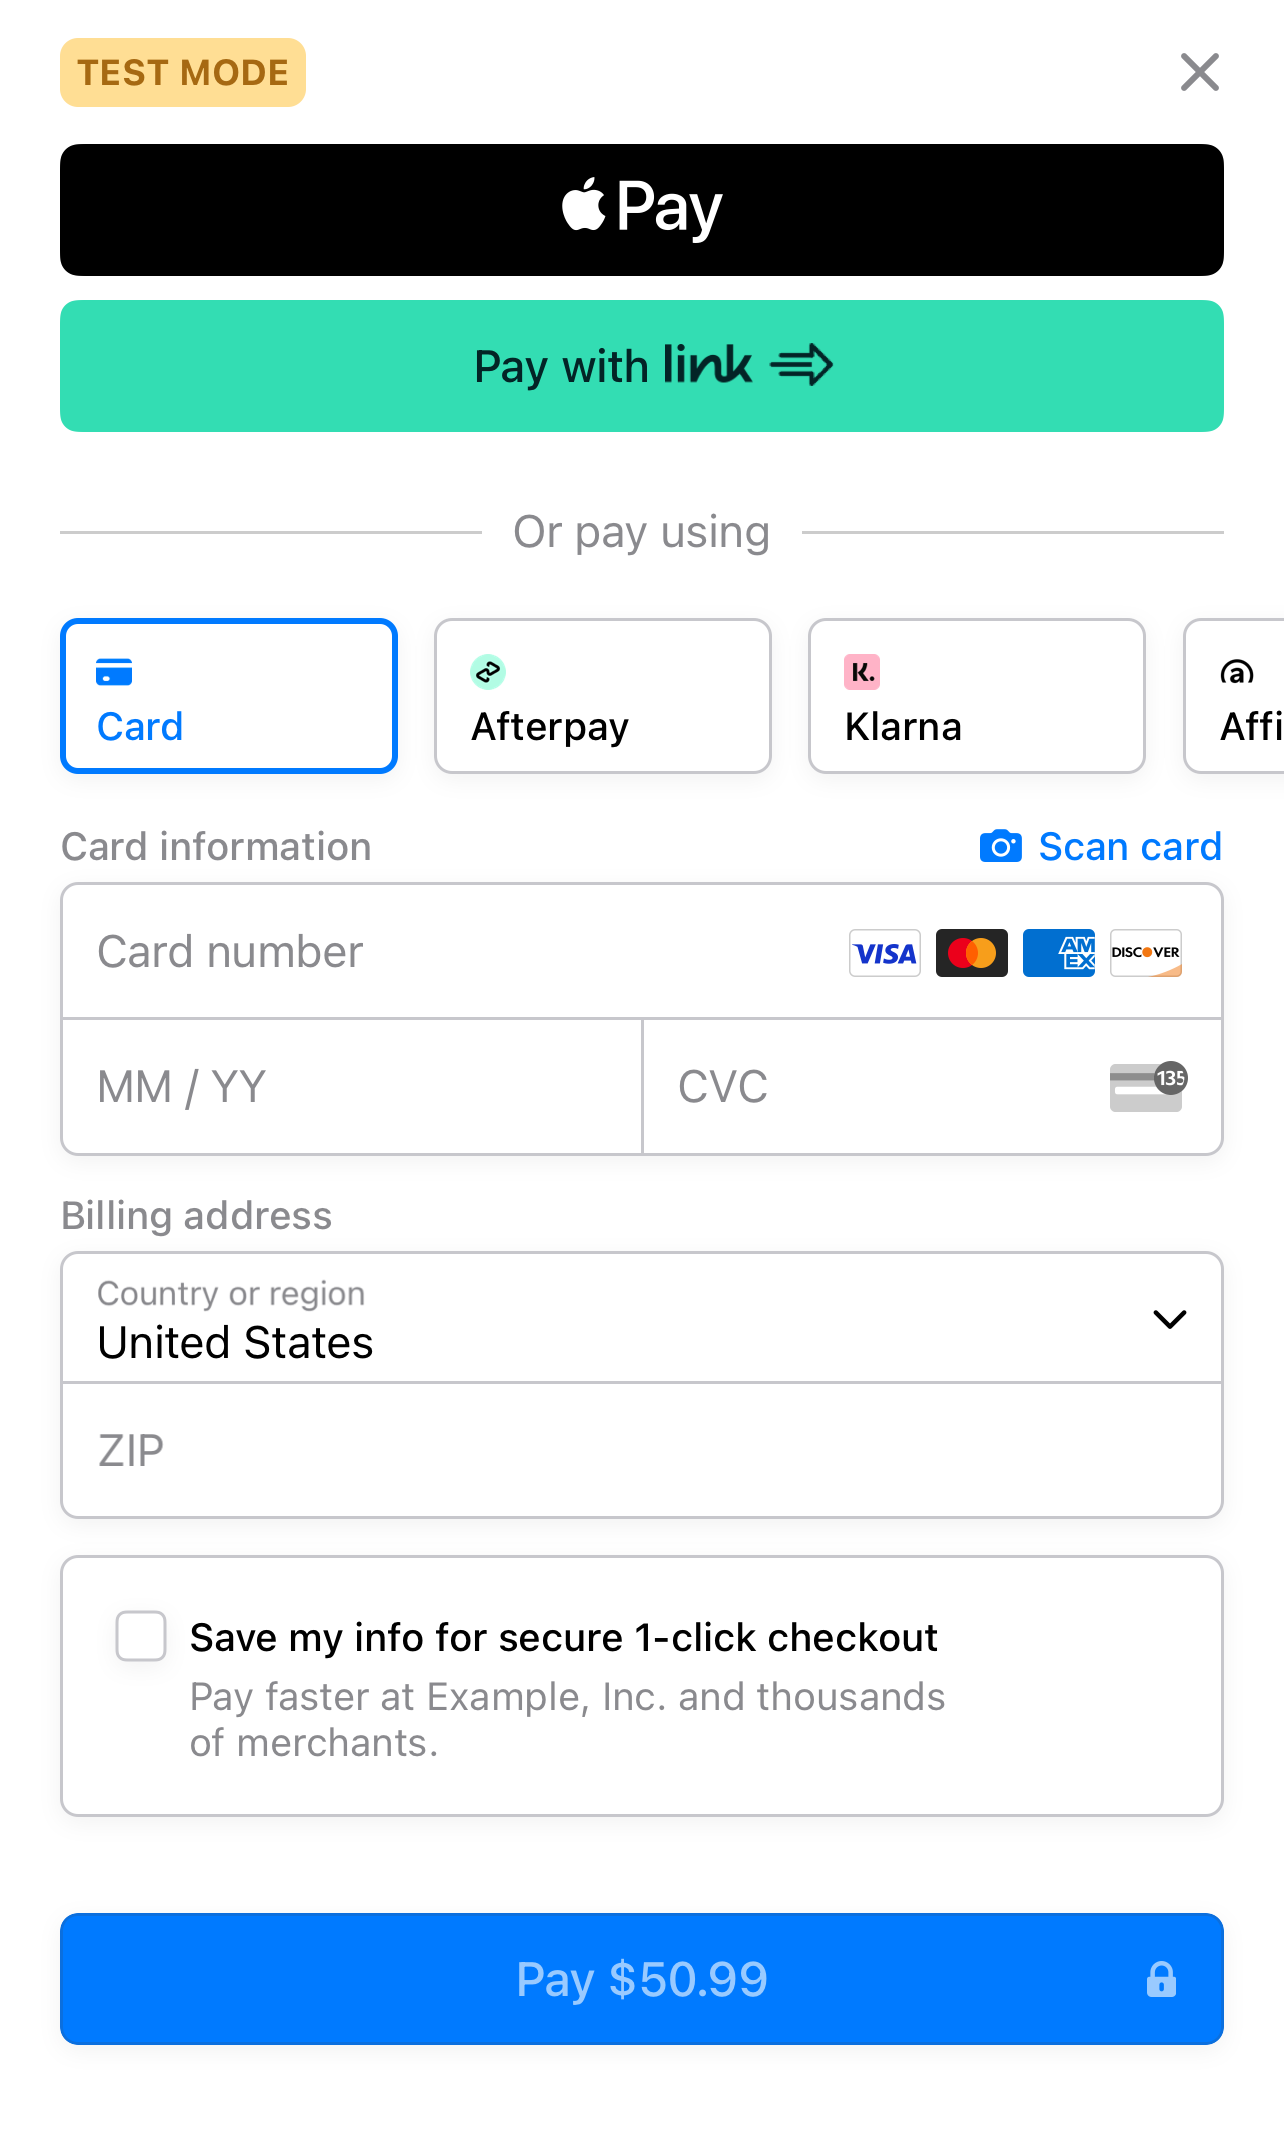 TEST MODE
Pay
Pay with link
Or pay using
Card
Afterpay
K.
Klarna
a
Affi
Card information
Scan card
Card number
VISA
AM
EX
DISCOVER
MM / YY
CVC
135
Billing address
Country or region
United States
ZIP
Save my info for secure 1-click checkout
Pay faster at Example, Inc. and thousands
of merchants.
Pay $50.99